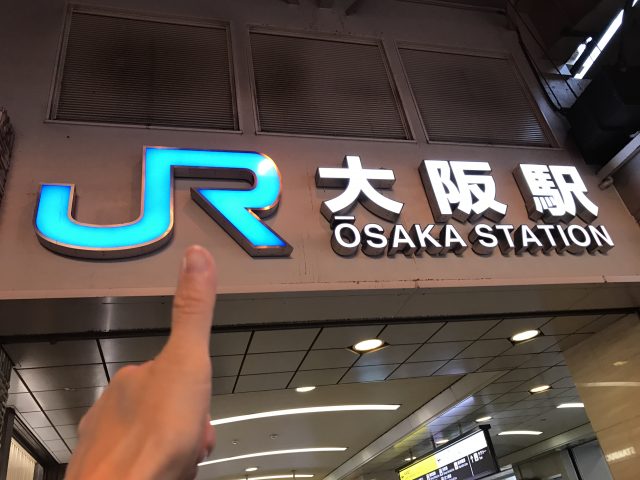 JR 大阪駅
ŌSAKA STATION